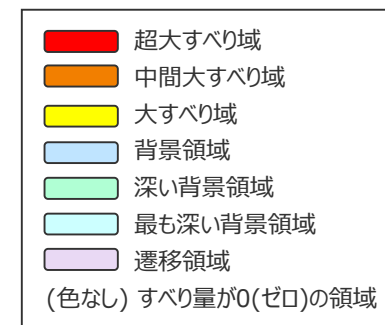 超大すべり域
中間大すべり域
大すべり域
背景領域
深い背景領域
最も深い背景領域
遷移領域
(色なし) すべり量が0(ゼロ)の領域